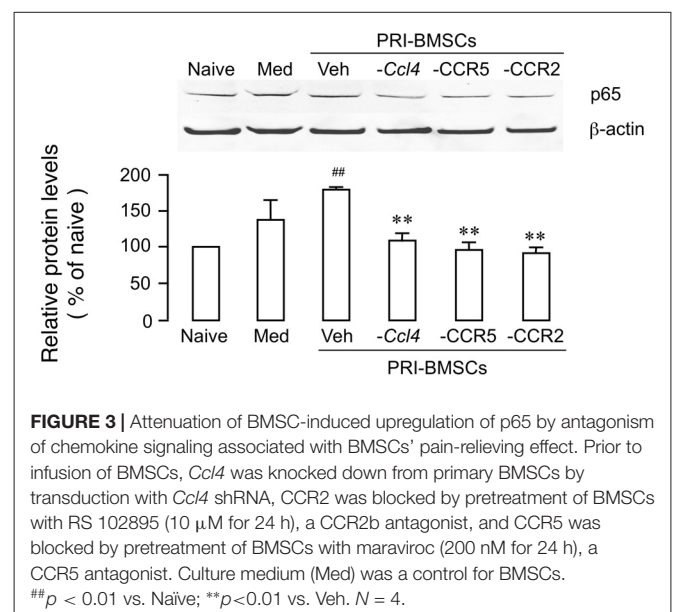 PRI-BMSCs
Naive Med Veh -Ccl4 -CCR5 -CCR2
p65
β-actin
Relative protein levels
( % of naive )
200
150
100
50
0
##
**
**
**
Naive Med Veh -Ccl4 -CCR5 -CCR2
PRI-BMSCs
FIGURE 3 | Attenuation of BMSC-induced upregulation of p65 by antagonism
of chemokine signaling associated with BMSCs' pain-relieving effect. Prior to
infusion of BMSCs, Ccl4 was knocked down from primary BMSCs by
transduction with Ccl4 shRNA, CCR2 was blocked by pretreatment of BMSCs
with RS 102895 (10 μM for 24 h), a CCR2b antagonist, and CCR5 was
blocked by pretreatment of BMSCs with maraviroc (200 nM for 24 h), a
CCR5 antagonist. Culture medium (Med) was a control for BMSCs.
##p < 0.01 vs. Naïve; **p<0.01 vs. Veh. N = 4.